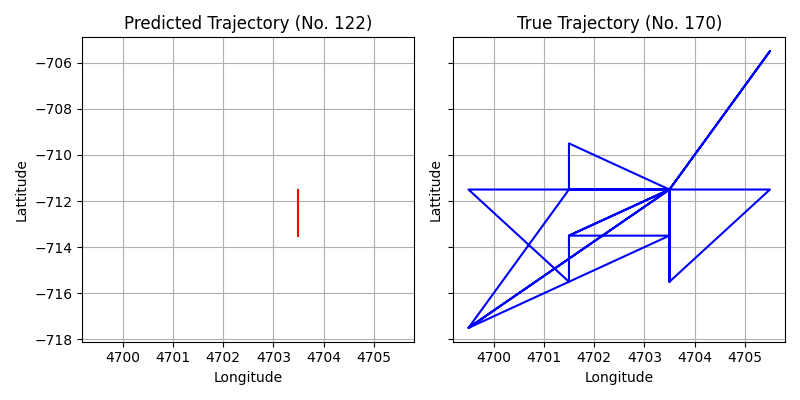 Predicted Trajectory (No. 122)
True Trajectory (No. 170)
−706
−708
−710
−712
−714
−716
−718
Lattitude
Lattitude
4700 4701 4702 4703 4704 4705
4700 4701 4702 4703 4704 4705
Longitude
Longitude